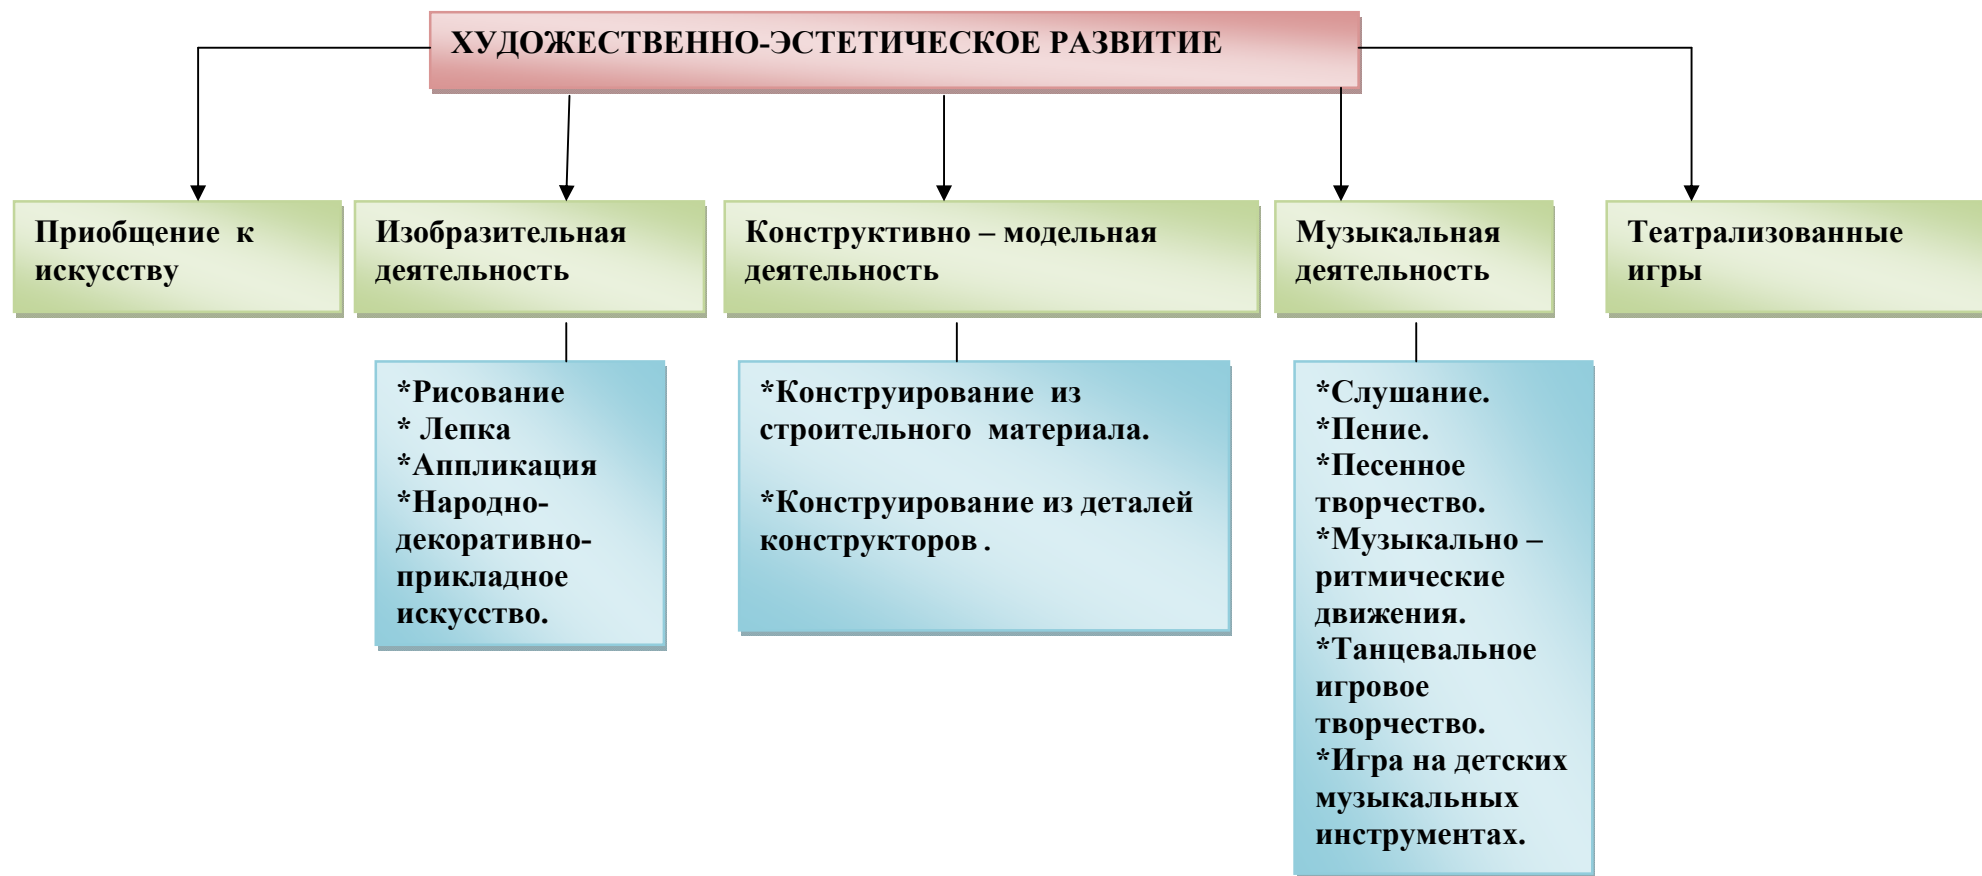 ХУДОЖЕСТВЕННО-ЭСТЕТИЧЕСКОЕ РАЗВИТИЕ
Приобщение к
искусству
Изобразительная
деятельность
Конструктивно – модельная
деятельность
Музыкальная
деятельность
Театрализованные
игры
*Рисование
* Лепка
*Аппликация
*Народно-
декоративно-
прикладное
искусство.
*Конструирование из
строительного материала.
*Конструирование из деталей
конструкторов .
*Слушание.
*Пение.
*Песенное
творчество.
*Музыкально –
ритмические
движения.
*Танцевальное
игровое
творчество.
*Игра на детских
музыкальных
инструментах.